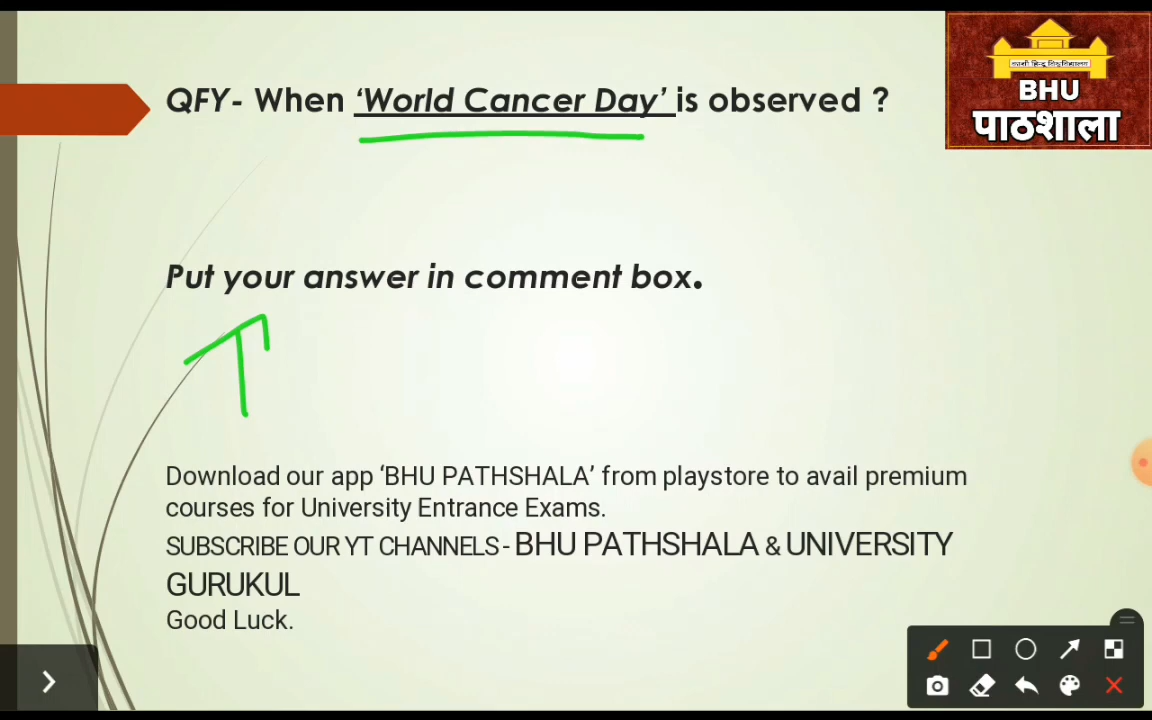 QFY- When ‘World Cancer Day’ is observed ?
BHU
पाठशाला
Put your answer in comment box.
Download our app ‘BHU PATHSHALA’ from playstore to avail premium
courses for University Entrance Exams.
SUBSCRIBE OUR YT CHANNELS - BHU PATHSHALA & UNIVERSITY
GURUKUL
Good Luck.